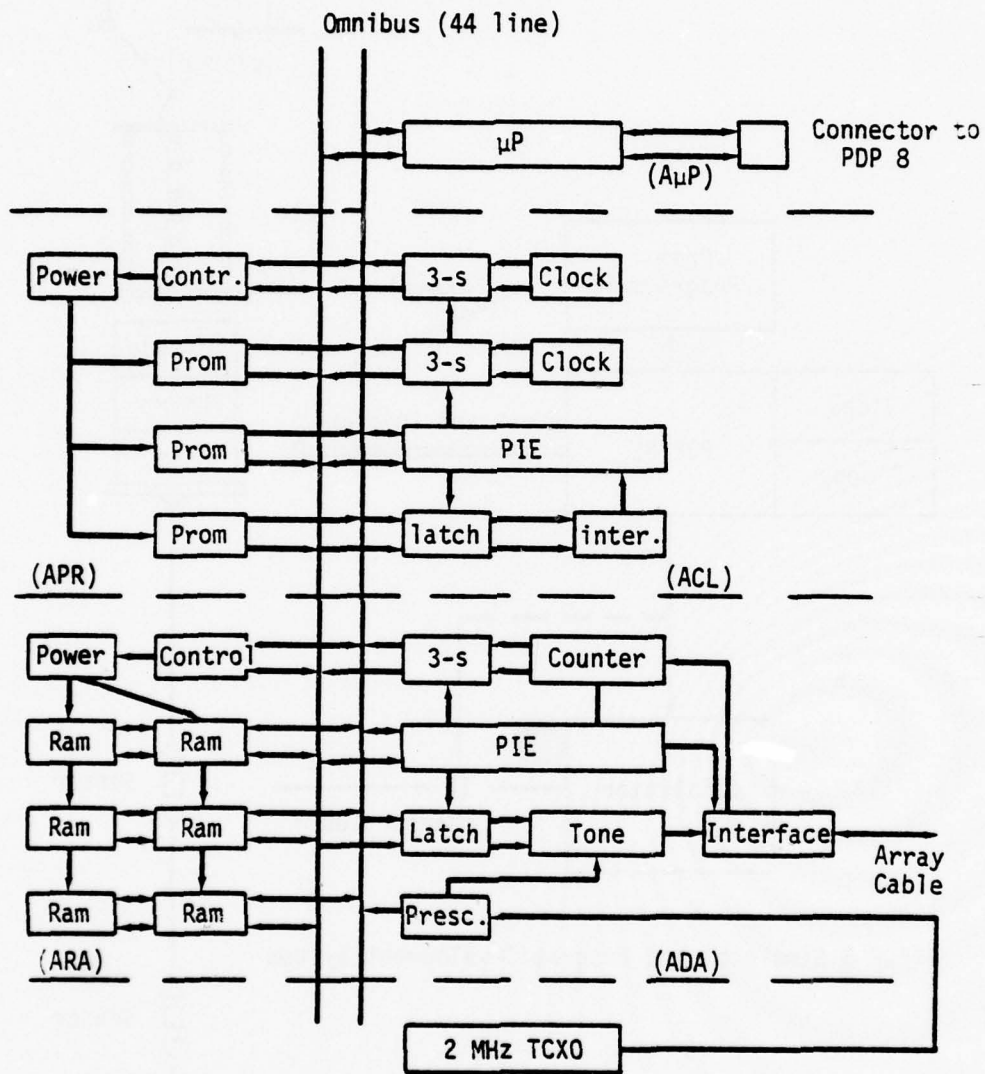 Omnibus (44 line)
µP
Connector to
PDP 8
(AµP)
Power
Contr.
3-s
Clock
Prom
3-s
Clock
Prom
PIE
Prom
latch
inter.
(APR)
(ACL)
Power
Control
3-s
Counter
Ram
Ram
PIE
Ram
Ram
Latch
Tone
Interface
Array
Cable
Ram
Ram
Presc.
(ARA)
(ADA)
2 MHz TCXO